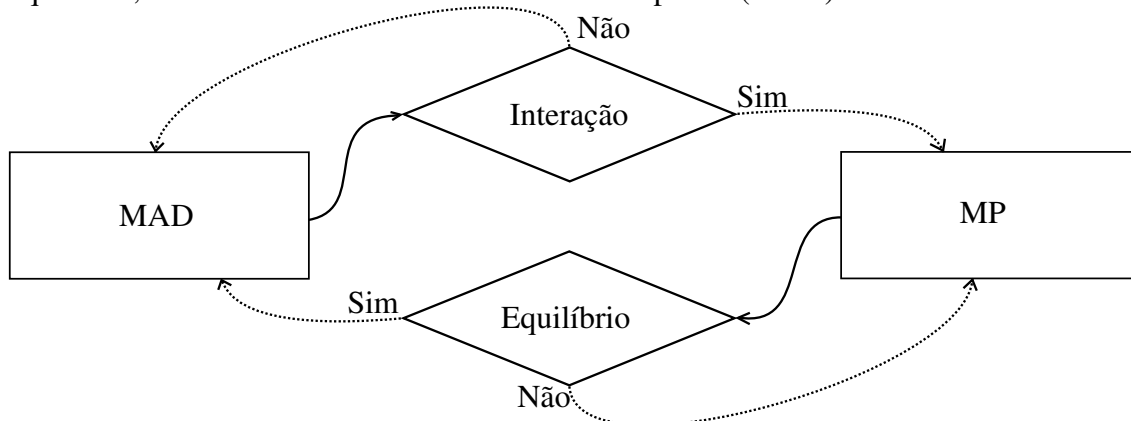 Não
Interação
Sim
MAD
MP
Sim
Equilíbrio
Não